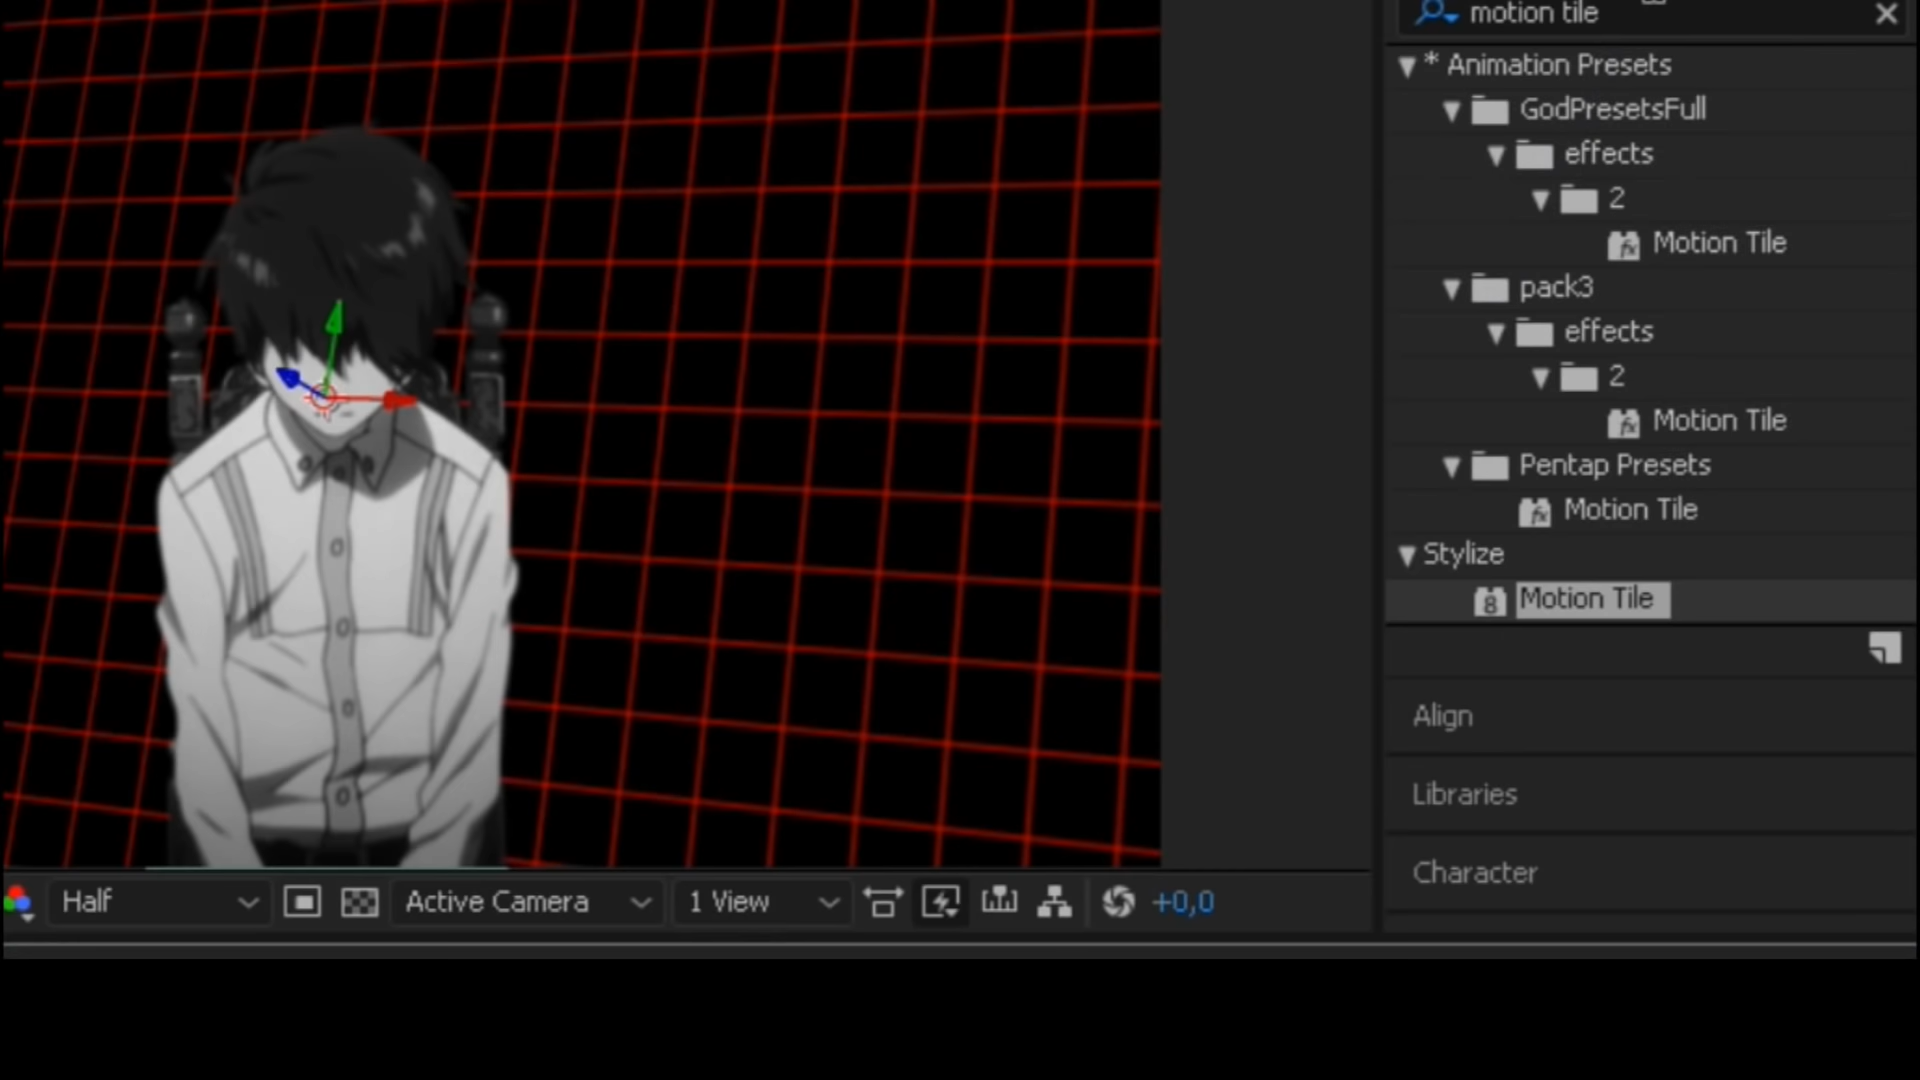 motion tile
* Animation Presets
GodPresetsFull
effects
2
Motion Tile
pack3
effects
2
Motion Tile
Pentap Presets
Motion Tile
Stylize
8 Motion Tile
Align
Libraries
Character
Half
Active Camera
1 View
+0,0